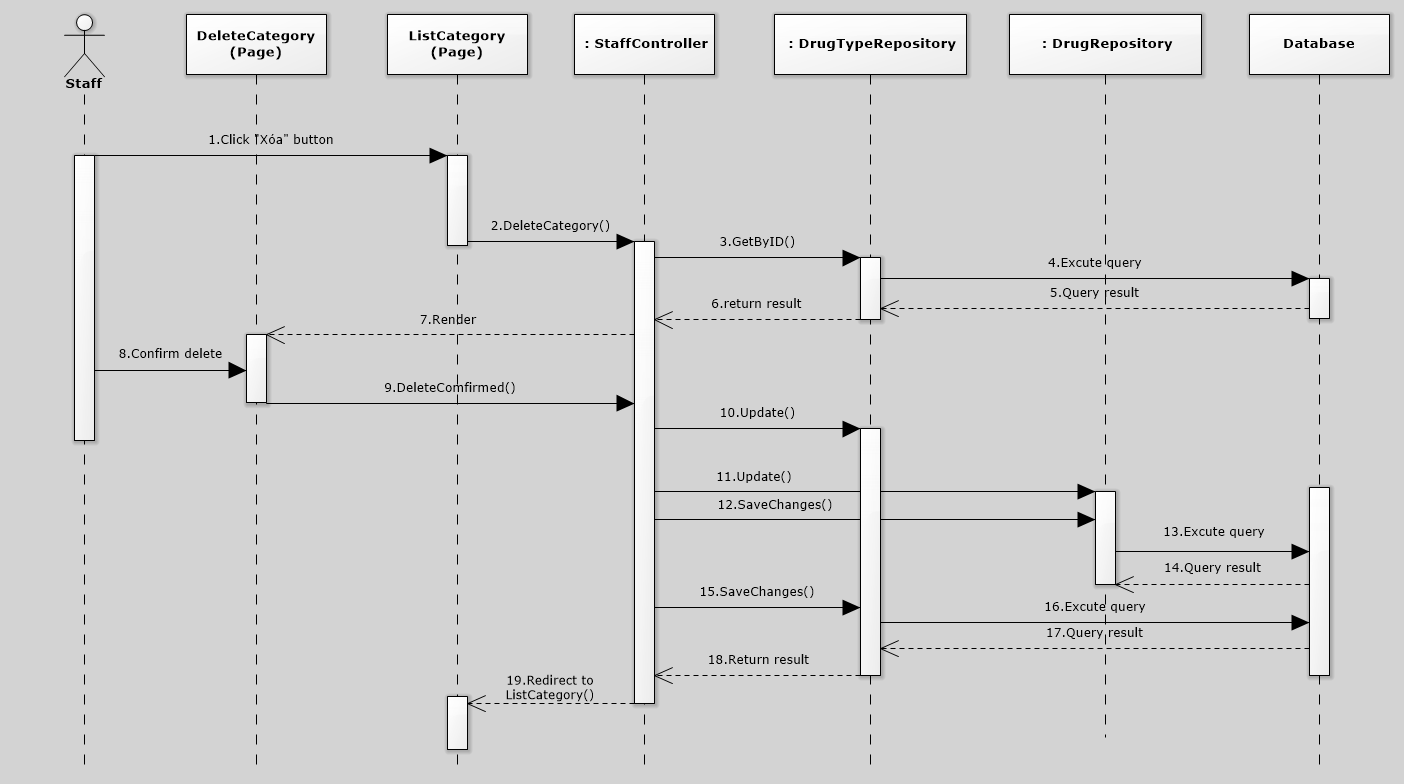 Staff
DeleteCategory
(Page)
ListCategory
(Page)
: StaffController
: DrugTypeRepository
: DrugRepository
Database
1.Click "Xóa" button
2.DeleteCategory()
3.GetByID()
4.Excute query
5.Query result
6.return result
7.Render
8.Confirm delete
9.DeleteComfirmed()
10.Update()
11.Update()
12.SaveChanges()
13.Excute query
14.Query result
15.SaveChanges()
16.Excute query
17.Query result
18.Return result
19.Redirect to
ListCategory()